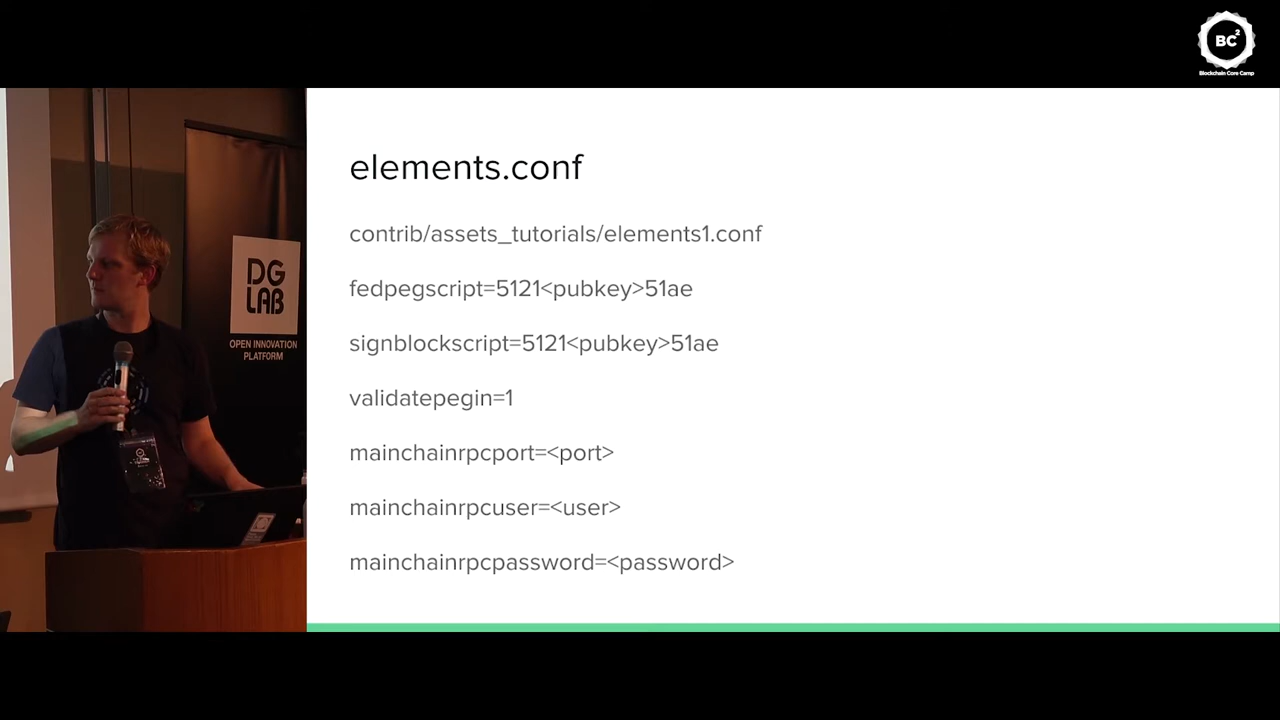 BC2
Blockchain Core Camp
DG
LAB
OPEN INNOVATION
PLATFORM
elements.conf
contrib/assets_tutorials/elements1.conf
fedpegscript=5121<pubkey>51ae
signblockscript=5121<pubkey>51ae
validatepegin=1
mainchainrpcport=<port>
mainchainrpcuser=<user>
mainchainrpcpassword=<password>